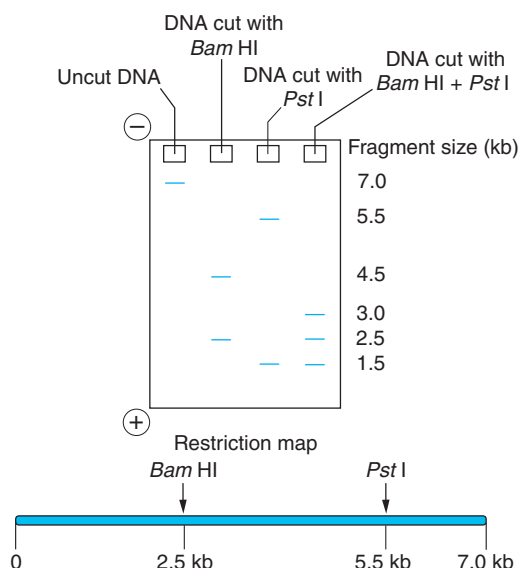 DNA cut with
Bam HI
Uncut DNA
DNA cut with
Pst I
DNA cut with
Bam HI + Pst I
−
Fragment size (kb)
7.0
5.5
4.5
3.0
2.5
1.5
+
Restriction map
Bam HI
Pst I
0
2.5 kb
5.5 kb
7.0 kb